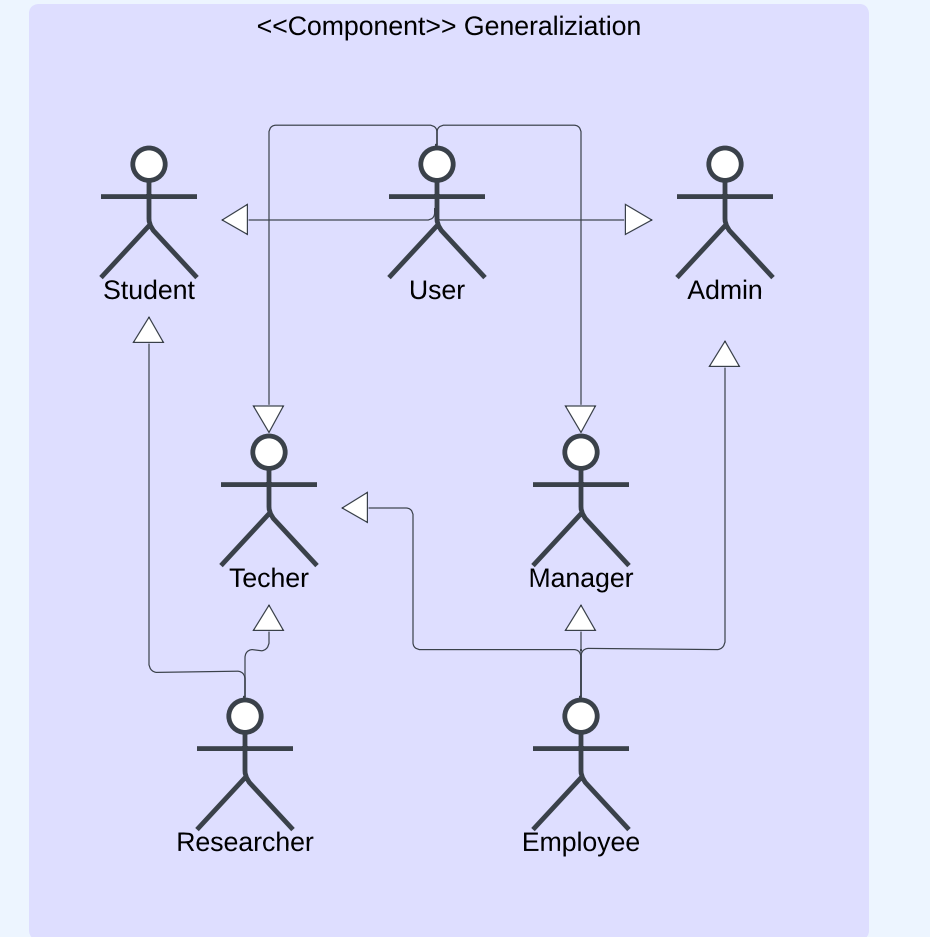 <<Component>> Generaliziation
Student
User
Admin
Techer
Manager
Researcher
Employee